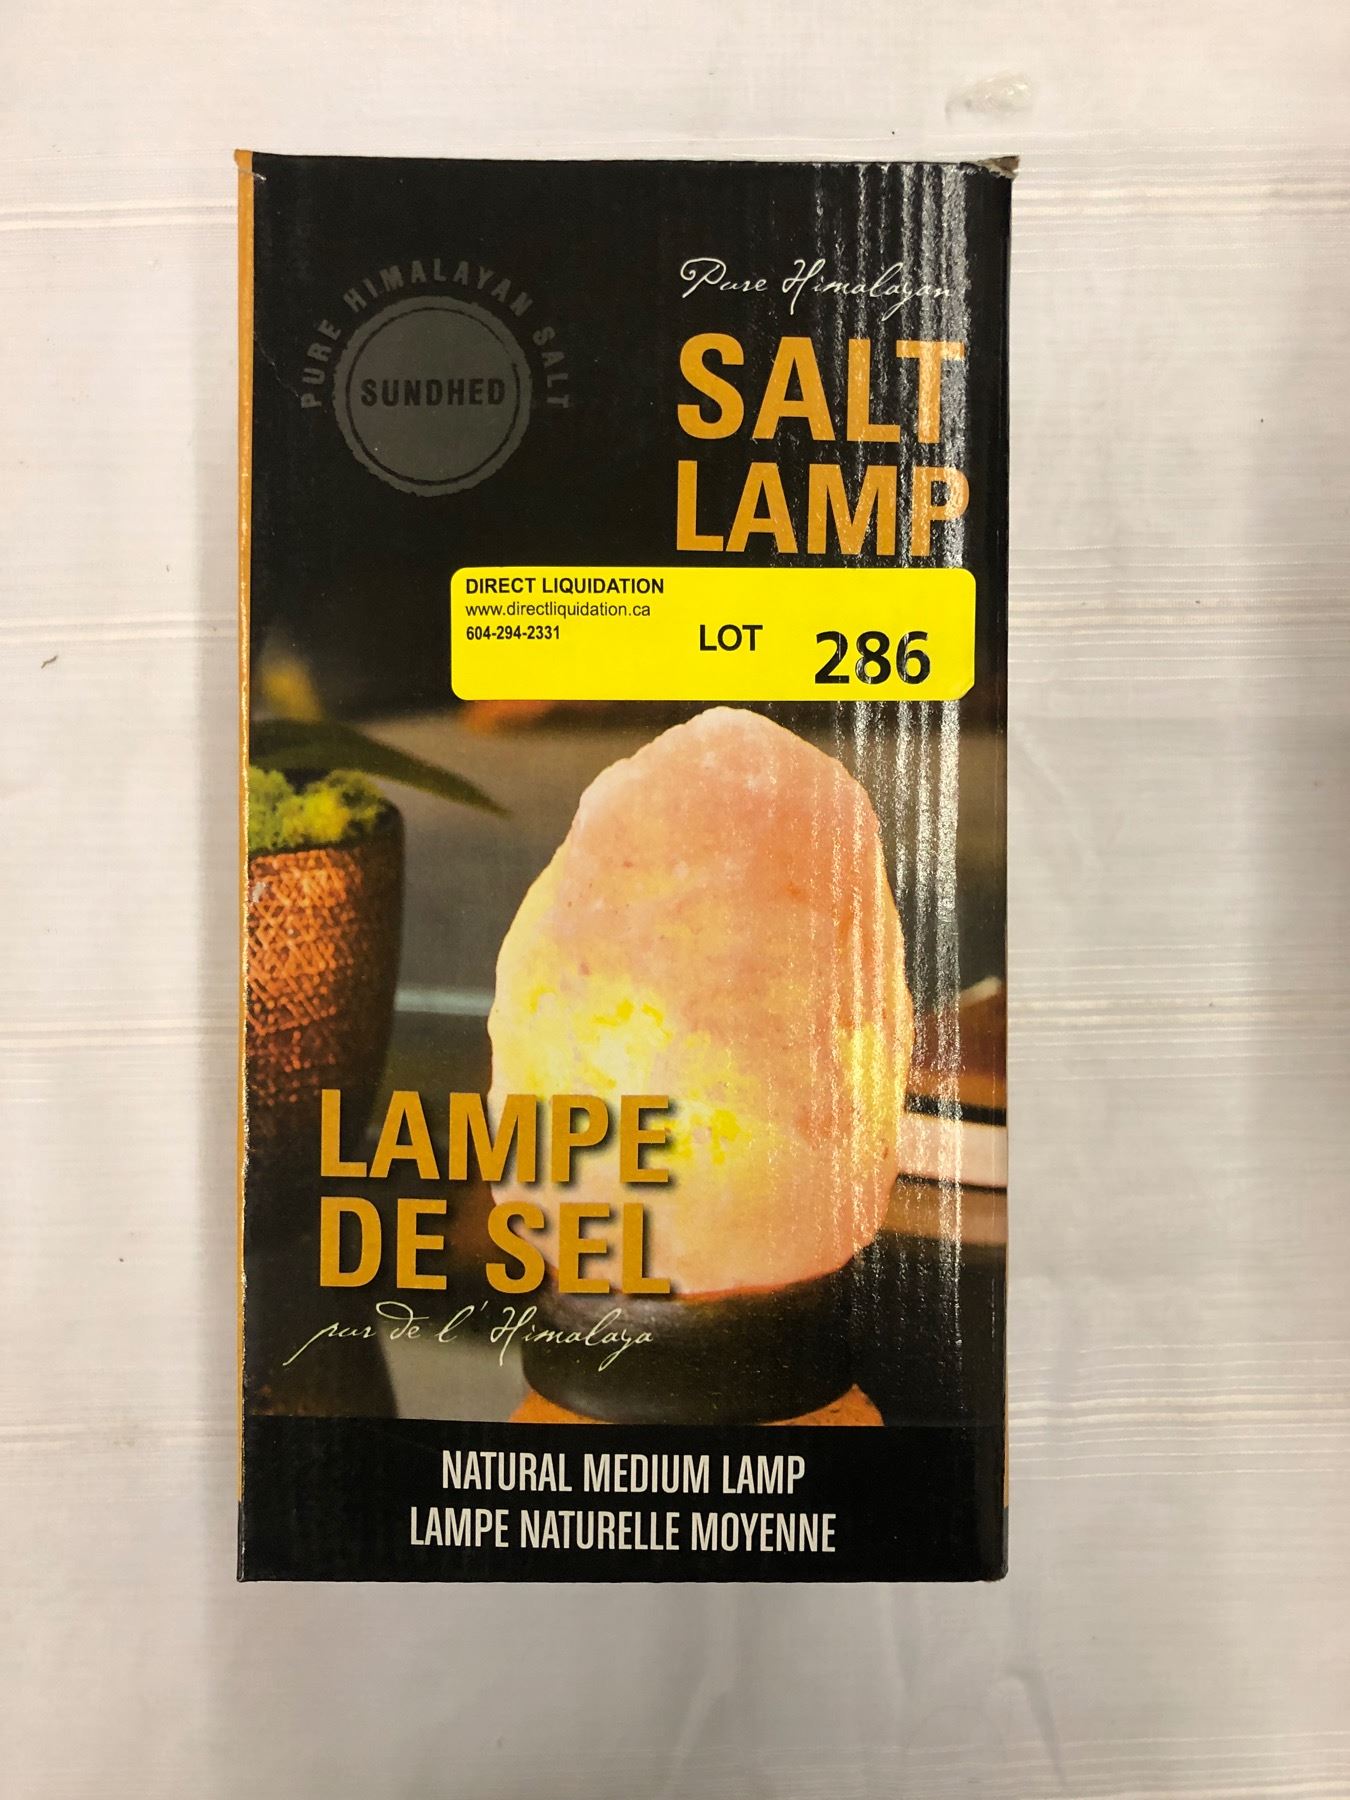 PURE HIMALAYAN SALT
SUNDHED
Pure Himalayan
SALT
LAMP
DIRECT LIQUIDATION
www.directliquidation.ca
604-294-2331
LOT 286
LAMPE
DE SEL
pur de l'Himalaya
NATURAL MEDIUM LAMP
LAMPE NATURELLE MOYENNE